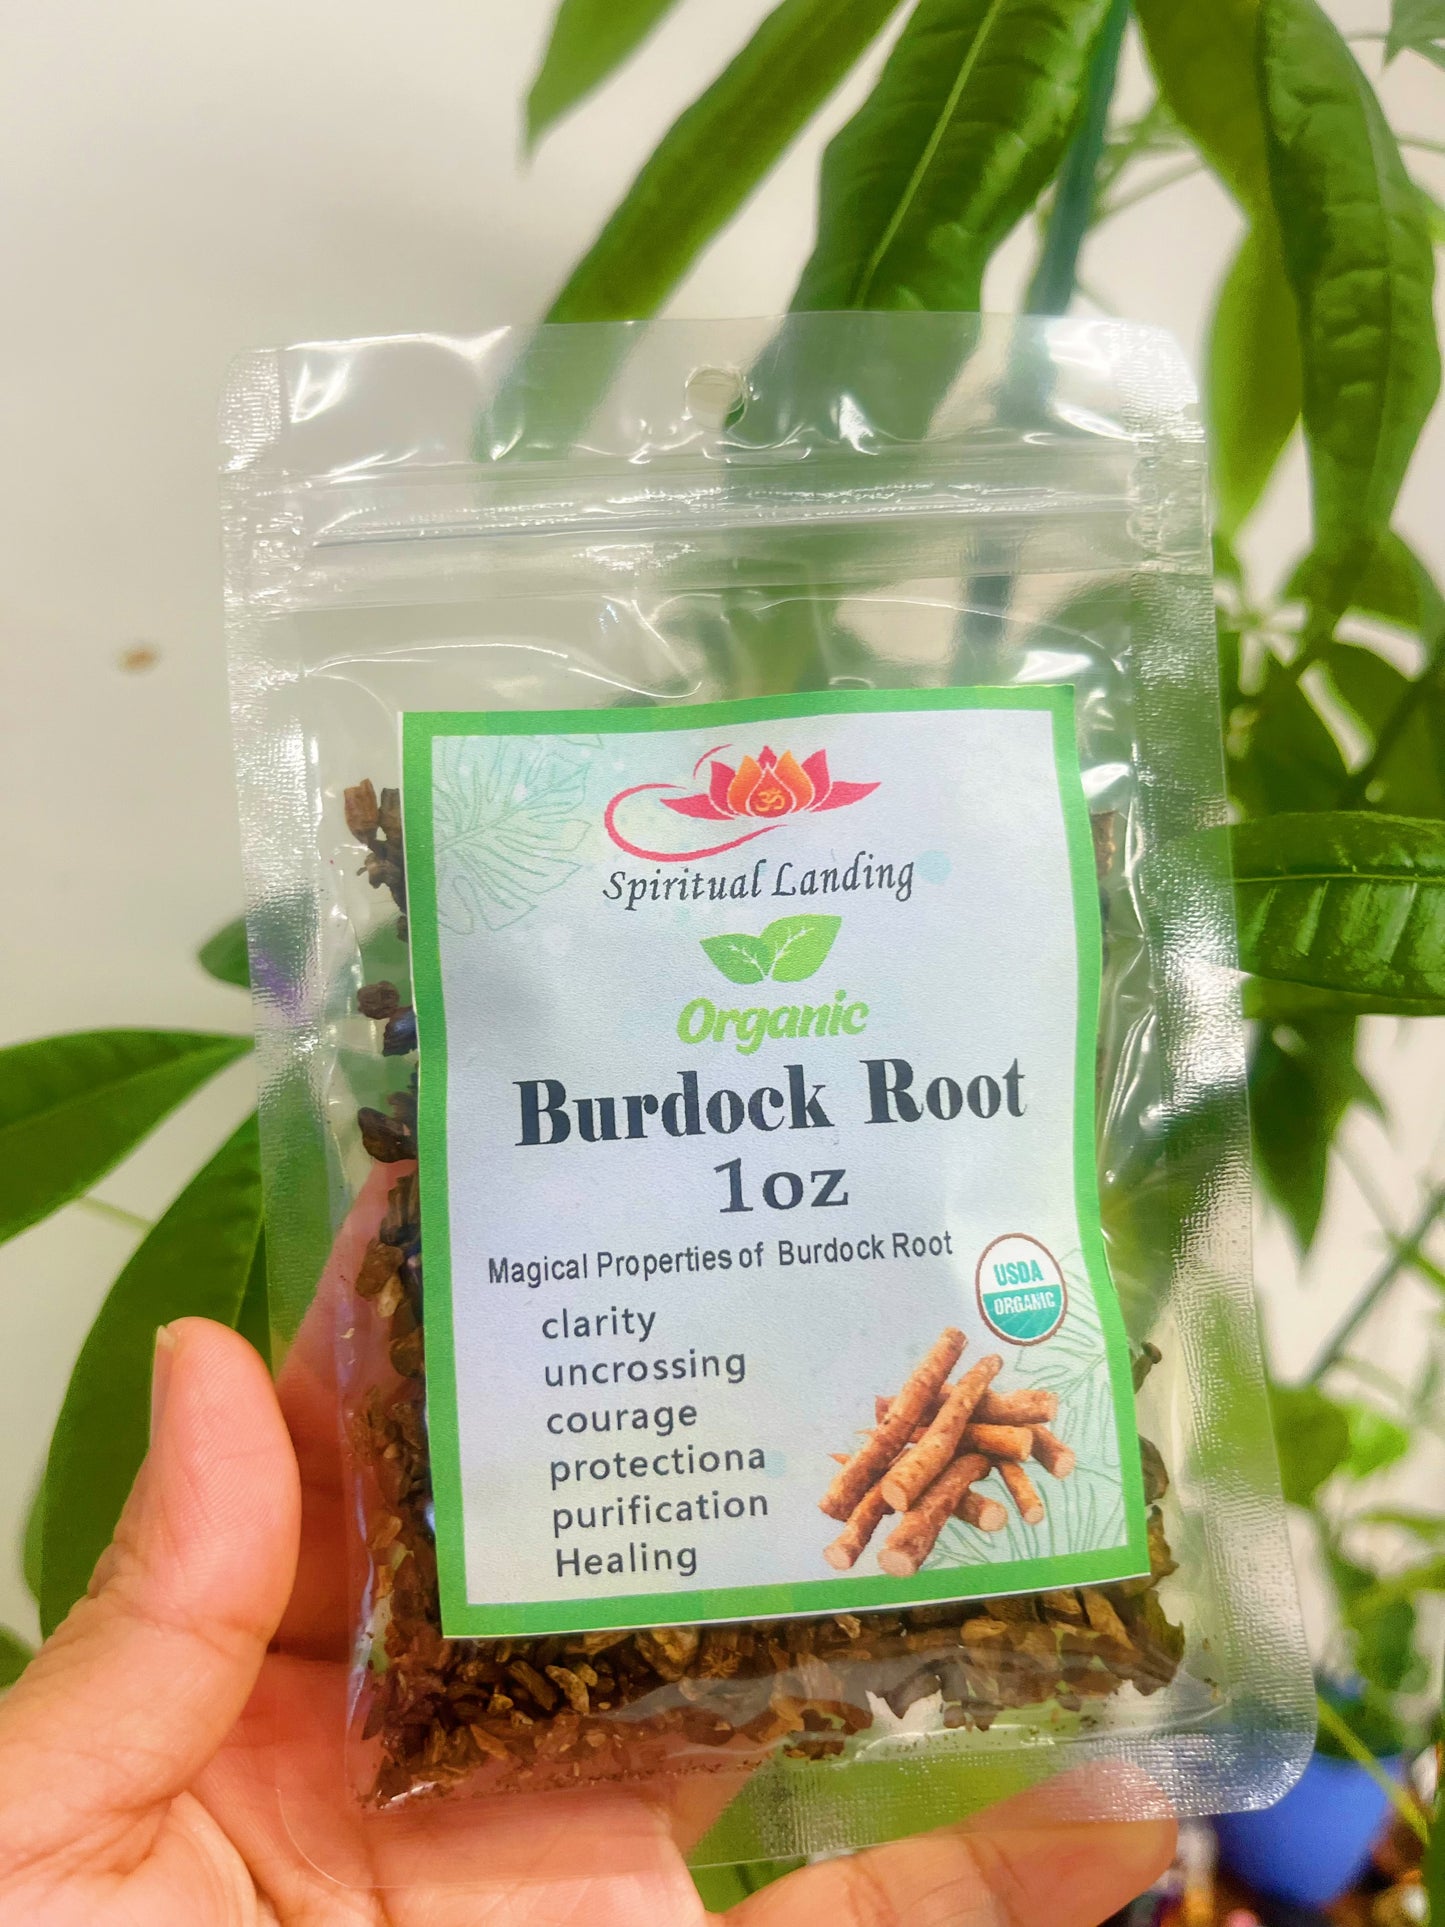 ॐ
Spiritual Landing
Organic
Burdock Root
1oz
Magical Properties of Burdock Root
USDA
ORGANIC
clarity
uncrossing
courage
protectiona
purification
Healing